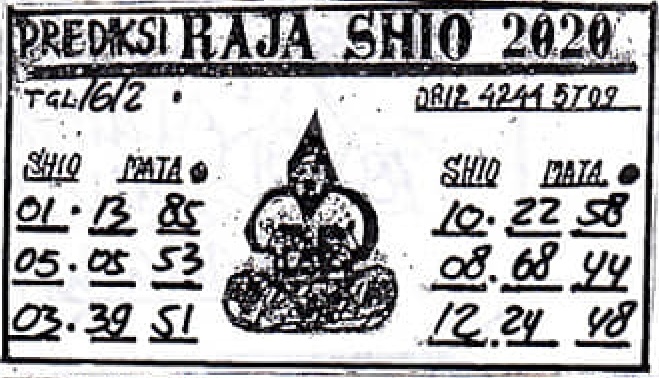 PREDIKSI RAJA SHIO 2020
TGL/6/2
0812 4244 5709
SHIO MATA
01. 13 85
05. 05 53
03. 39 51
SHIO MATA
10. 22 58
08. 68 44
12. 24 48